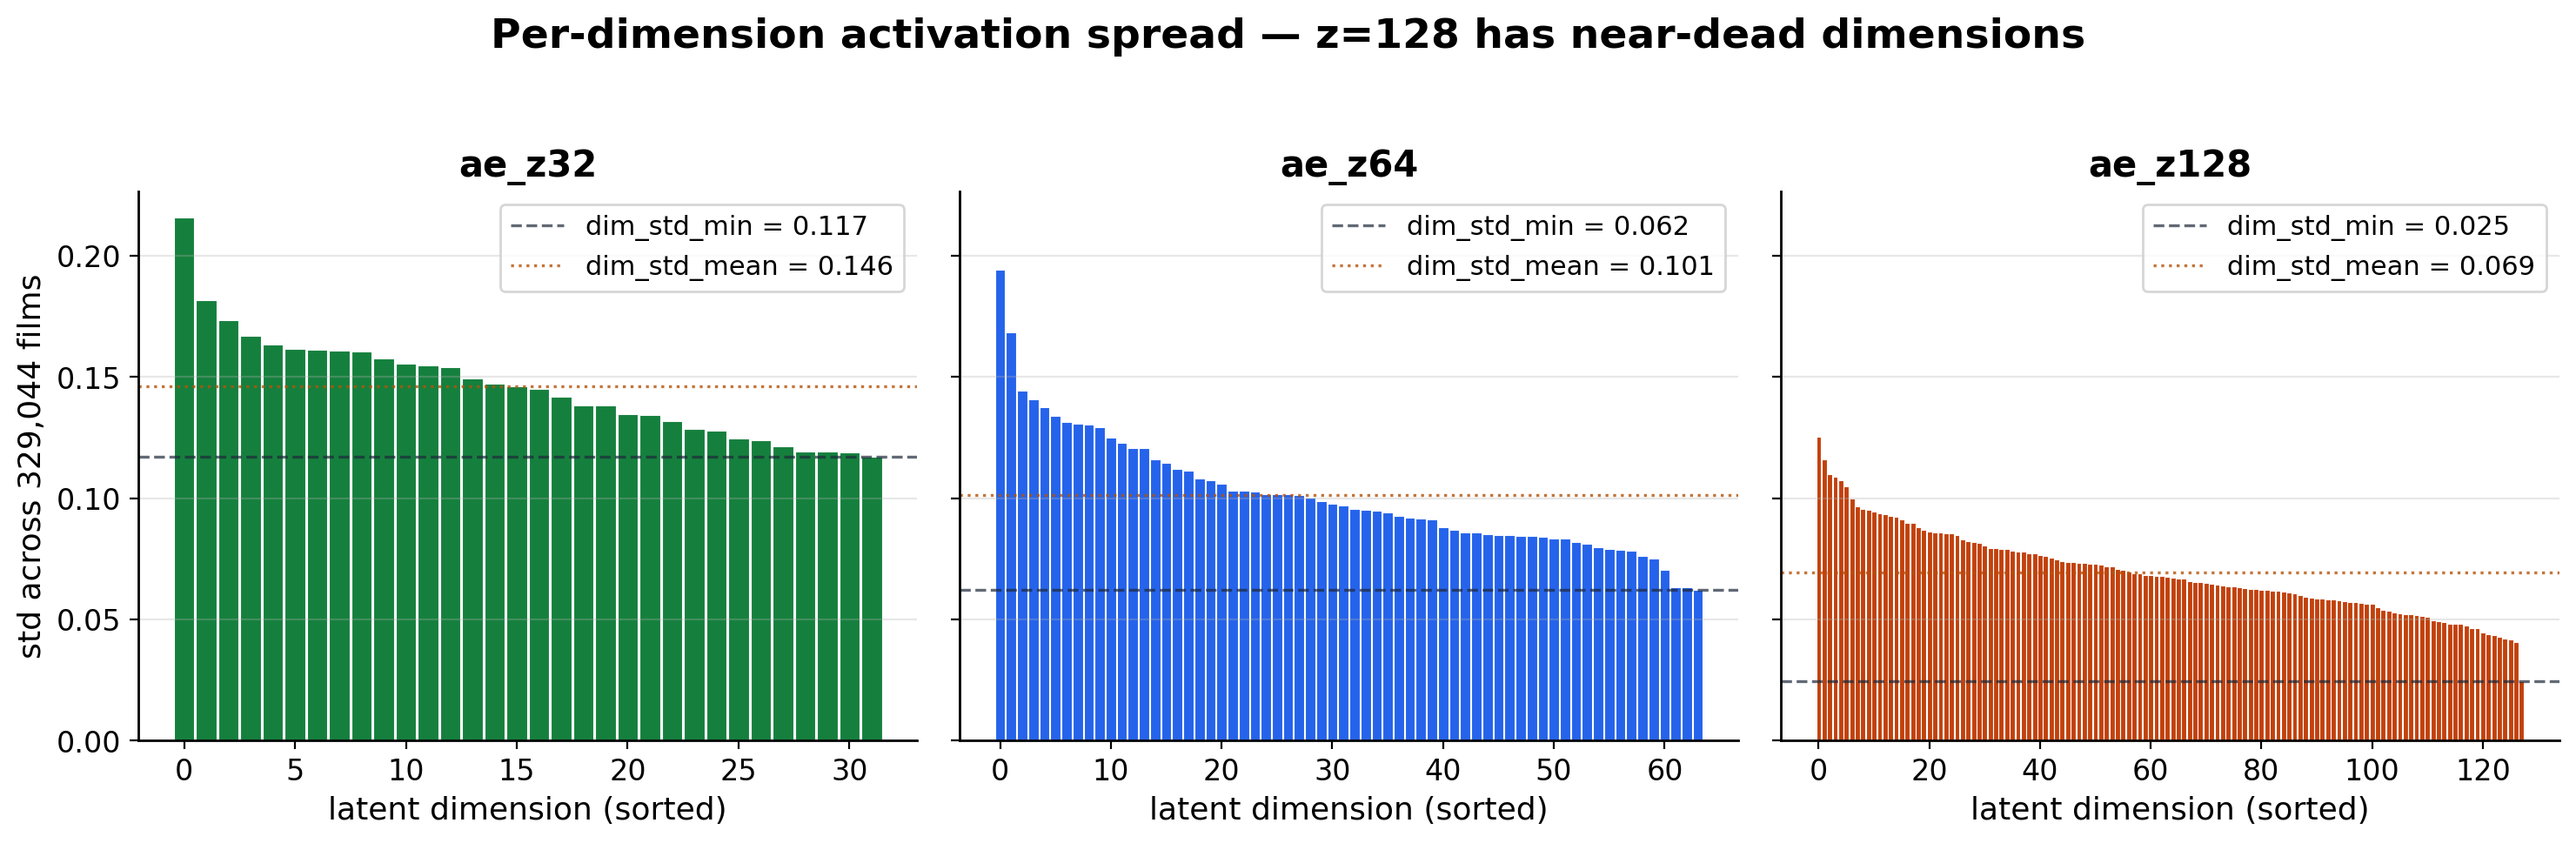 Per-dimension activation spread — z=128 has near-dead dimensions
ae_z32
ae_z64
ae_z128
std across 329,044 films
0.20
0.15
0.10
0.05
0.00
dim_std_min = 0.117
dim_std_mean = 0.146
dim_std_min = 0.062
dim_std_mean = 0.101
dim_std_min = 0.025
dim_std_mean = 0.069
0 5 10 15 20 25 30
0 10 20 30 40 50 60
0 20 40 60 80 100 120
latent dimension (sorted)
latent dimension (sorted)
latent dimension (sorted)